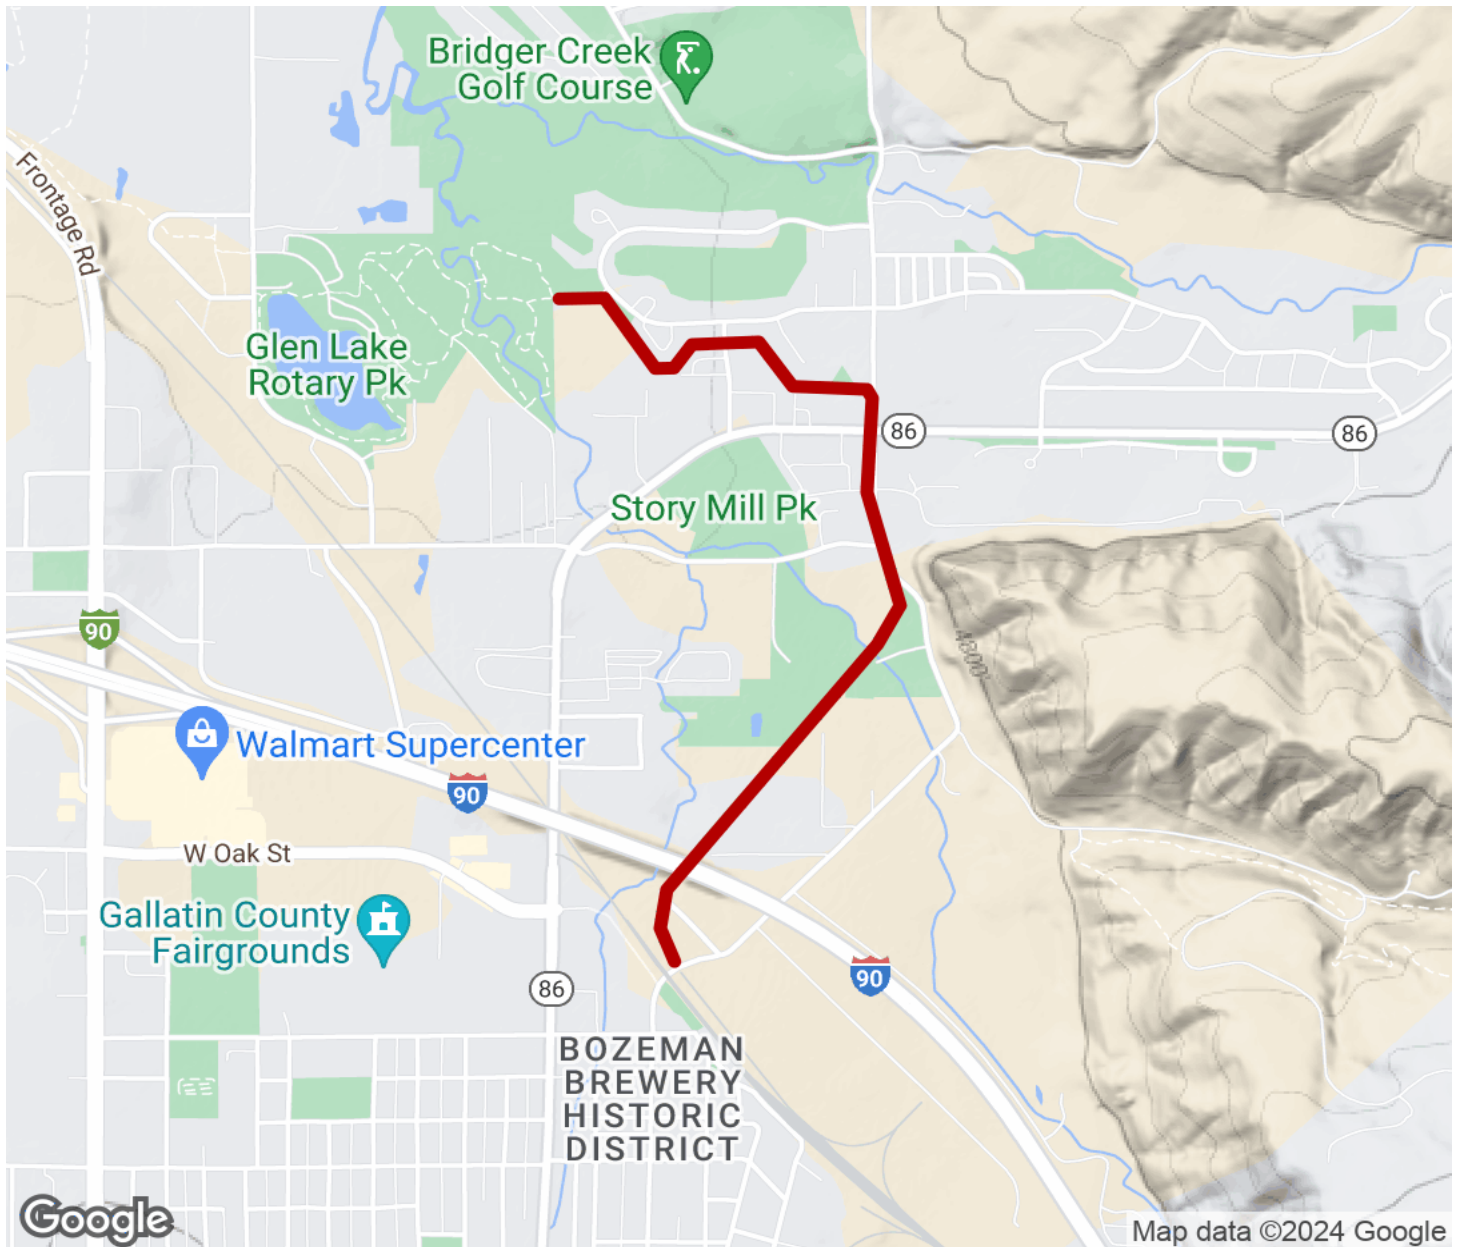 Bridger Creek
Golf Course
Frontage Rd
Glen Lake
Rotary Pk
86
86
Story Mill Pk
90
4800'
Walmart Supercenter
90
W Oak St
Gallatin County
Fairgrounds
90
86
BOZEMAN
BREWERY
HISTORIC
DISTRICT
Google
Map data ©2024 Google